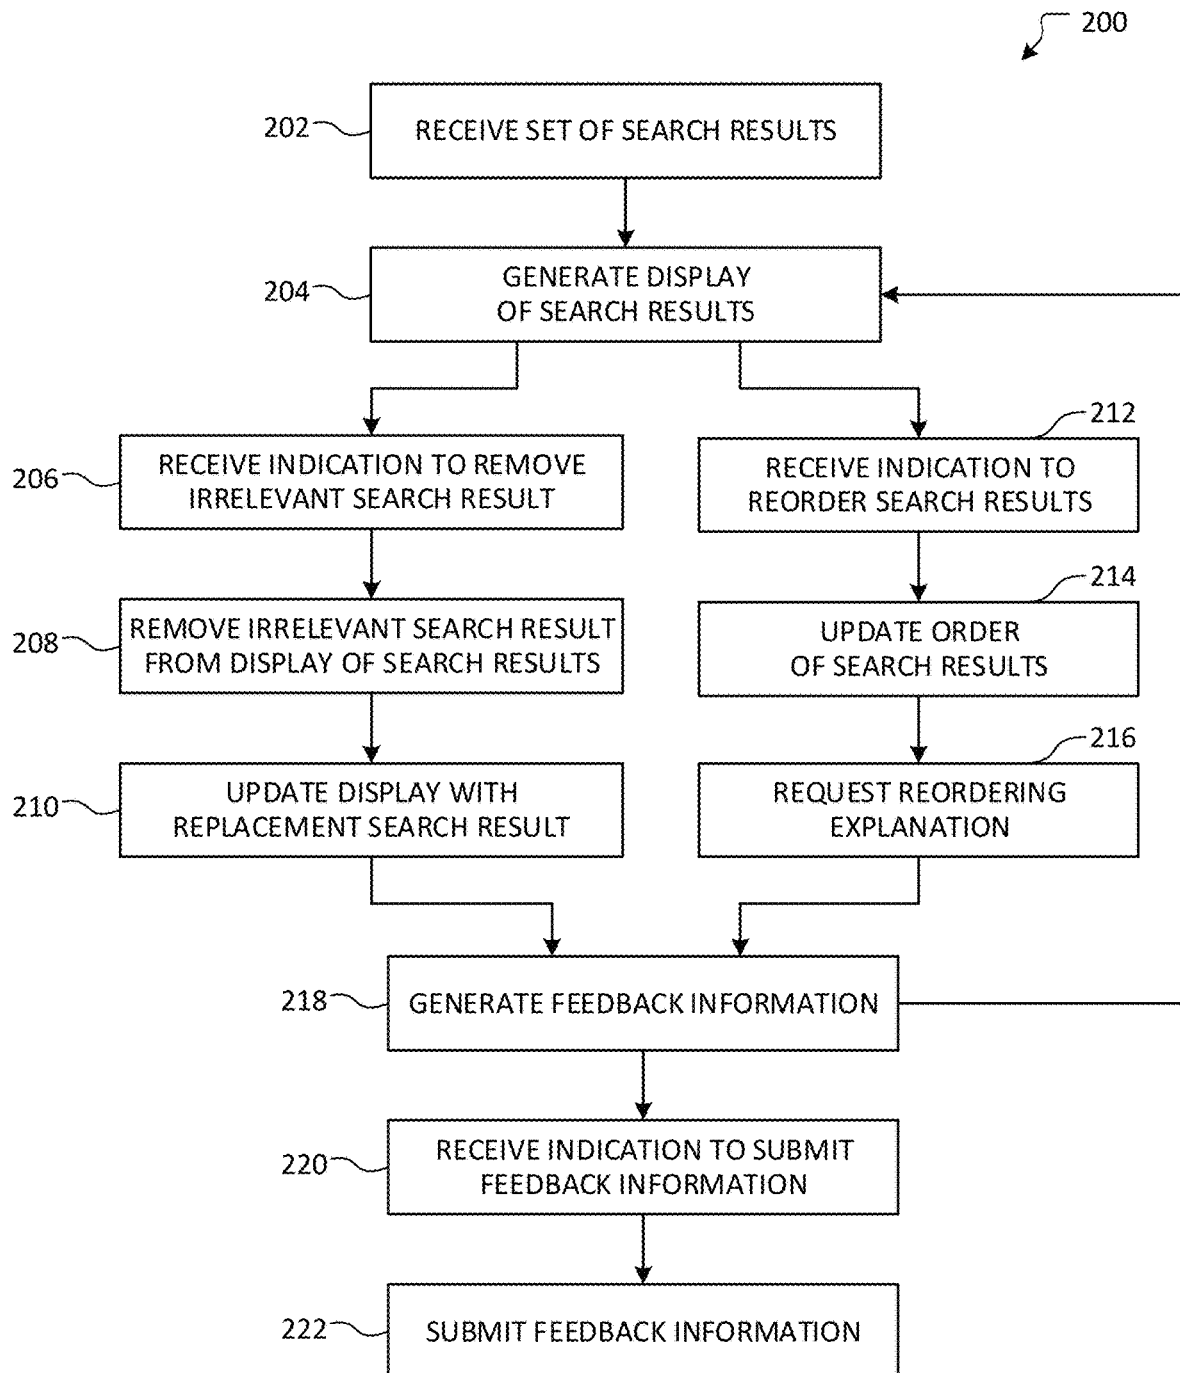 200
202
RECEIVE SET OF SEARCH RESULTS
204
GENERATE DISPLAY
OF SEARCH RESULTS
206
RECEIVE INDICATION TO REMOVE
IRRELEVANT SEARCH RESULT
208
REMOVE IRRELEVANT SEARCH RESULT
FROM DISPLAY OF SEARCH RESULTS
210
UPDATE DISPLAY WITH
REPLACEMENT SEARCH RESULT
212
RECEIVE INDICATION TO
REORDER SEARCH RESULTS
214
UPDATE ORDER
OF SEARCH RESULTS
216
REQUEST REORDERING
EXPLANATION
218
GENERATE FEEDBACK INFORMATION
220
RECEIVE INDICATION TO SUBMIT
FEEDBACK INFORMATION
222
SUBMIT FEEDBACK INFORMATION